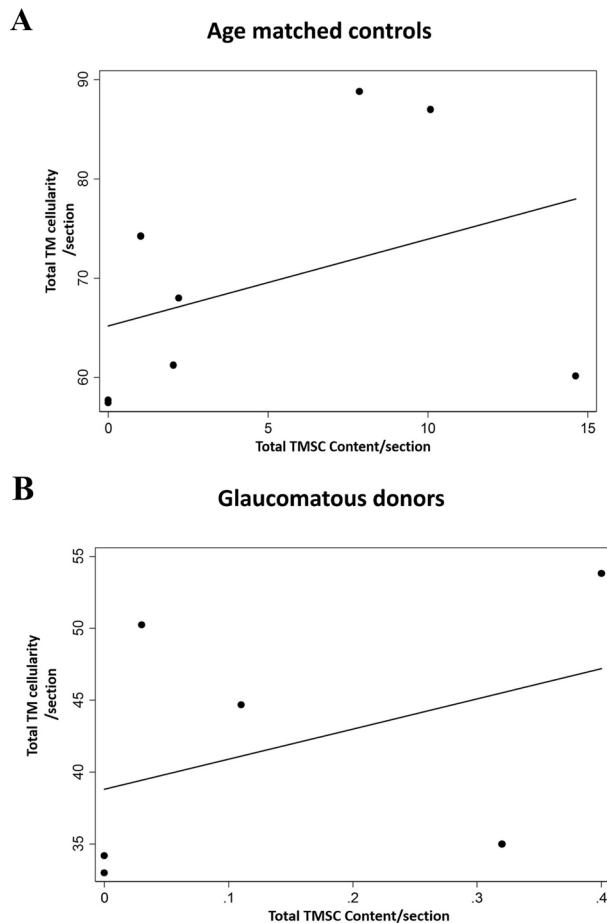 A
Age matched controls
Total TM cellularity
/section
90
80
70
60
0 5 10 15
Total TMSC Content/section
B
Glaucomatous donors
Total TM cellularity
/section
55
50
45
40
35
0 .1 .2 .3 .4
Total TMSC Content/section